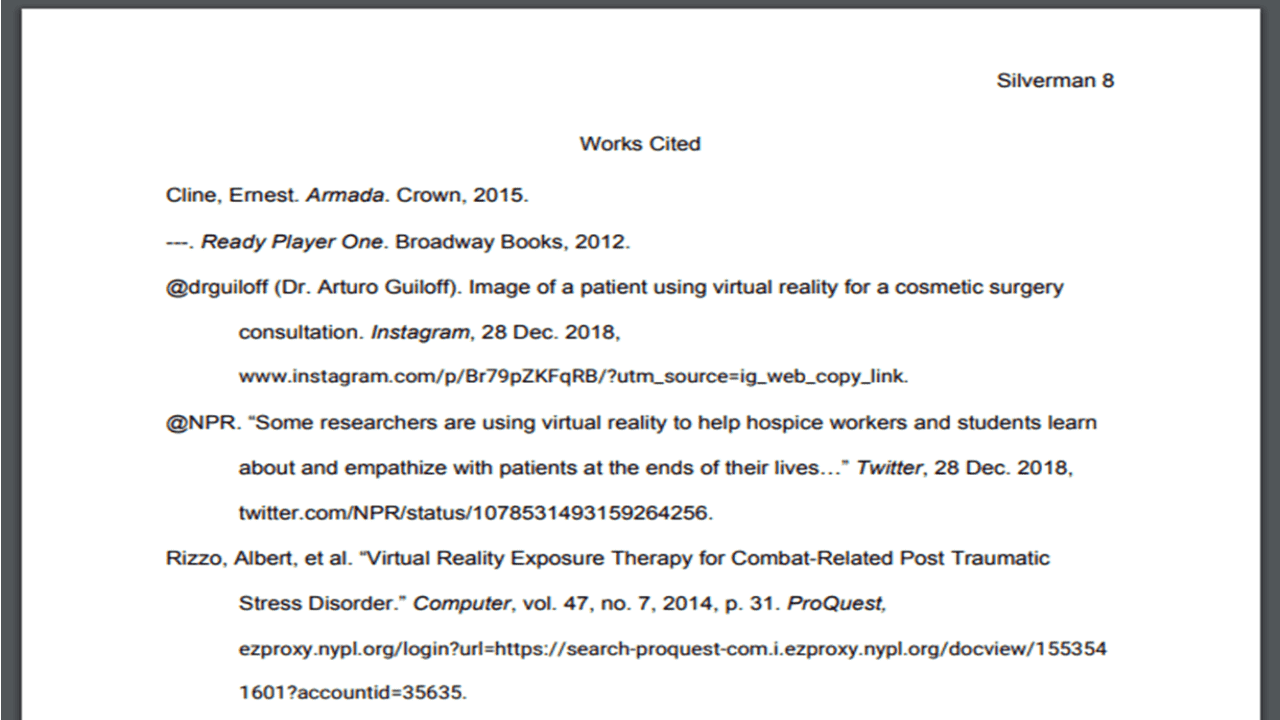 Silverman 8
Works Cited
Cline, Ernest. Armada. Crown, 2015.
---. Ready Player One. Broadway Books, 2012.
@drguiloff (Dr. Arturo Guiloff). Image of a patient using virtual reality for a cosmetic surgery
consultation. Instagram, 28 Dec. 2018,
www.instagram.com/p/Br79pZKFqRB/?utm_source=ig_web_copy_link.
@NPR. “Some researchers are using virtual reality to help hospice workers and students learn
about and empathize with patients at the ends of their lives…” Twitter, 28 Dec. 2018,
twitter.com/NPR/status/1078531493159264256.
Rizzo, Albert, et al. “Virtual Reality Exposure Therapy for Combat-Related Post Traumatic
Stress Disorder.” Computer, vol. 47, no. 7, 2014, p. 31. ProQuest,
ezproxy.nypl.org/login?url=https://search-proquest-com.i.ezproxy.nypl.org/docview/155354
1601?accountid=35635.